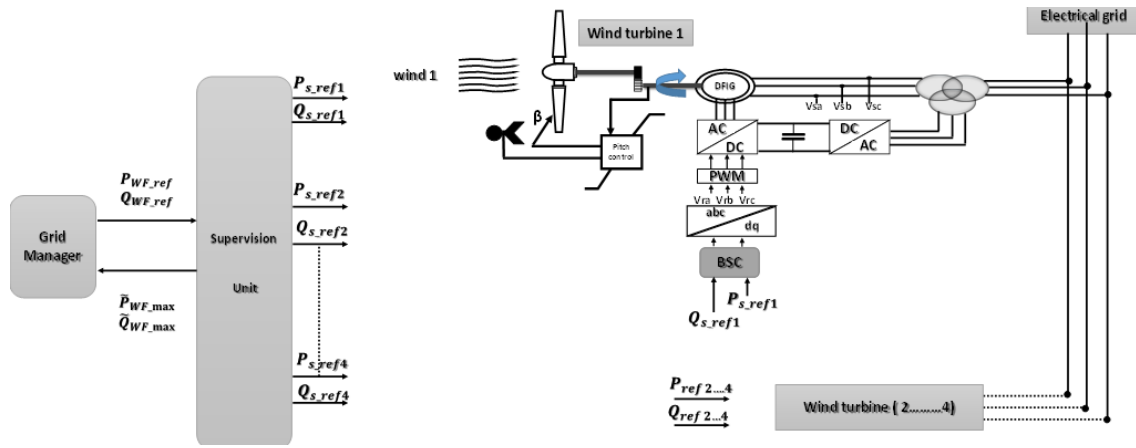 Electrical grid
Wind turbine 1
wind 1
DFIG
Vsa Vsb Vsc
β
Pitch
control
AC
DC
DC
AC
PWM
Vra Vrb Vrc
abc
dq
BSC
P_s_ref1
Q_s_ref1
P_s_ref1
Q_s_ref1
P_WF_ref
Q_WF_ref
Grid
Manager
P̃_WF_max
Q̃_WF_max
Supervision
Unit
P_s_ref2
Q_s_ref2
P_s_ref4
Q_s_ref4
P_ref 2....4
Q_ref 2...4
Wind turbine ( 2.........4)